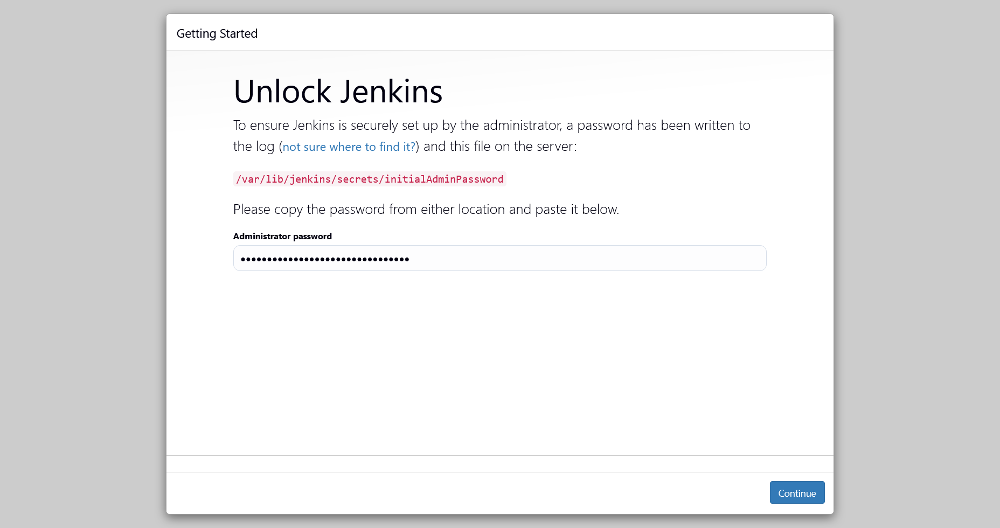 Getting Started
Unlock Jenkins
To ensure Jenkins is securely set up by the administrator, a password has been written to
the log (not sure where to find it?) and this file on the server:
/var/lib/jenkins/secrets/initialAdminPassword
Please copy the password from either location and paste it below.
Administrator password
••••••••••••••••••••••••••••••••
Continue